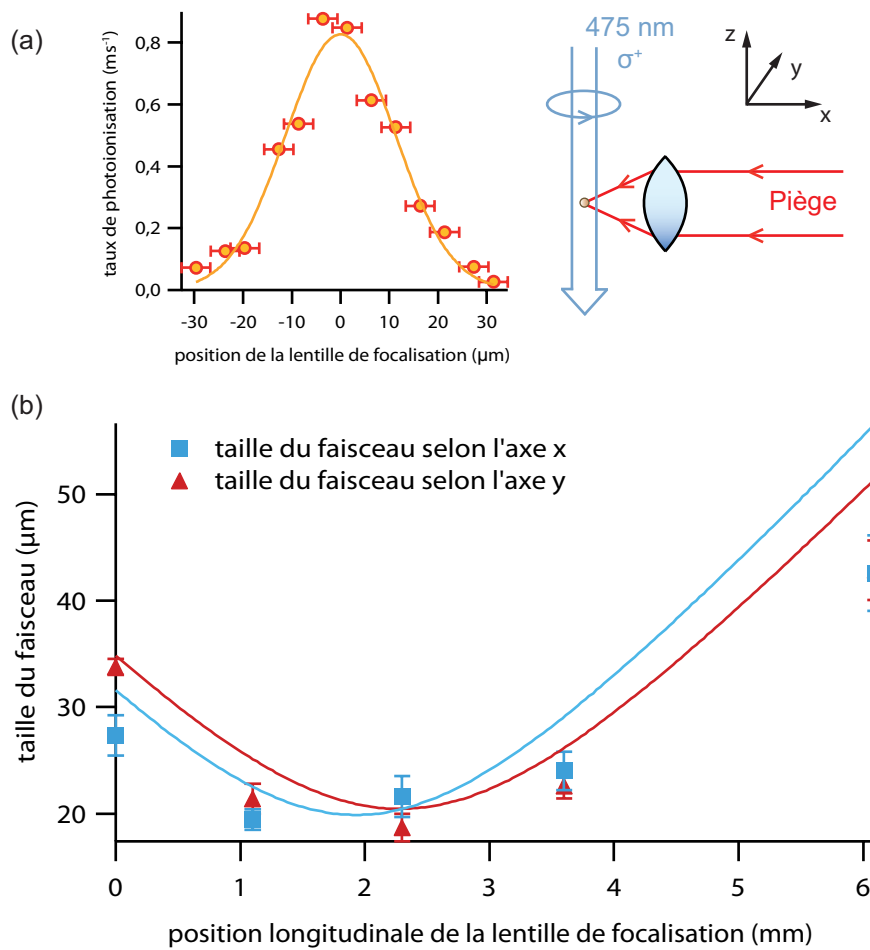 (a)
taux de photoionisation (ms⁻¹)
0,8
0,6
0,4
0,2
0,0
-30 -20 -10 0 10 20 30
position de la lentille de focalisation (µm)
475 nm
σ⁺
z
y
x
Piège
(b)
taille du faisceau selon l'axe x
taille du faisceau selon l'axe y
taille du faisceau (µm)
50
40
30
20
0 1 2 3 4 5 6
position longitudinale de la lentille de focalisation (mm)